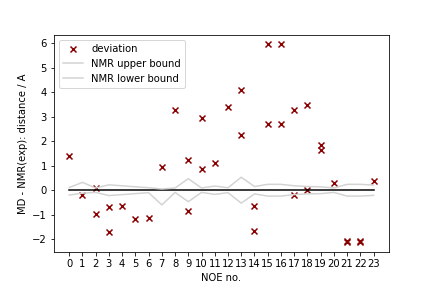 6
5
4
3
2
1
0
−1
−2
MD - NMR(exp): distance / A
deviation
NMR upper bound
NMR lower bound
0 1 2 3 4 5 6 7 8 9 10 11 12 13 14 15 16 17 18 19 20 21 22 23
NOE no.